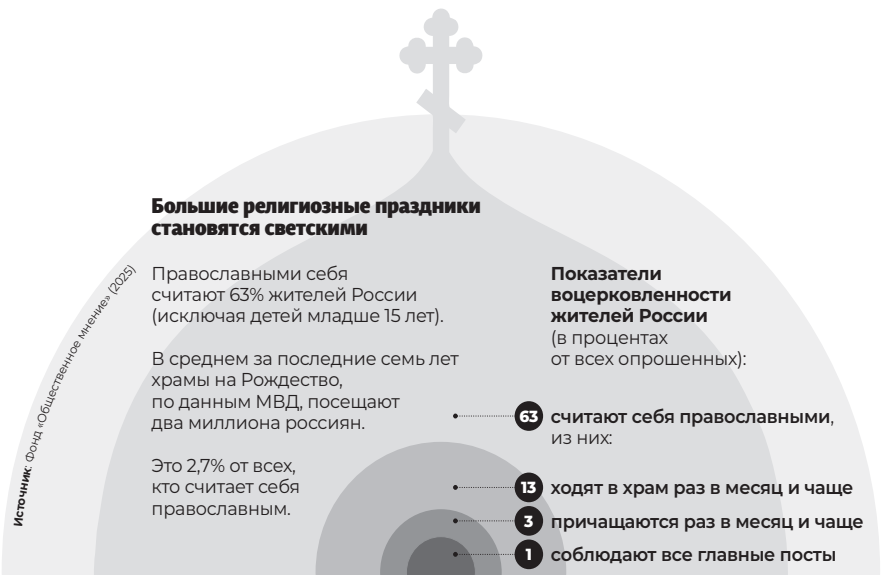 Большие религиозные праздники
становятся светскими
Православными себя
считают 63% жителей России
(исключая детей младше 15 лет).
В среднем за последние семь лет
храмы на Рождество,
по данным МВД, посещают
два миллиона россиян.
Это 2,7% от всех,
кто считает себя
православным.
Показатели
воцерковленности
жителей России
(в процентах
от всех опрошенных):
63 считают себя православными,
из них:
13 ходят в храм раз в месяц и чаще
3 причащаются раз в месяц и чаще
1 соблюдают все главные посты
Источник: Фонд «Общественное мнение» (2025)